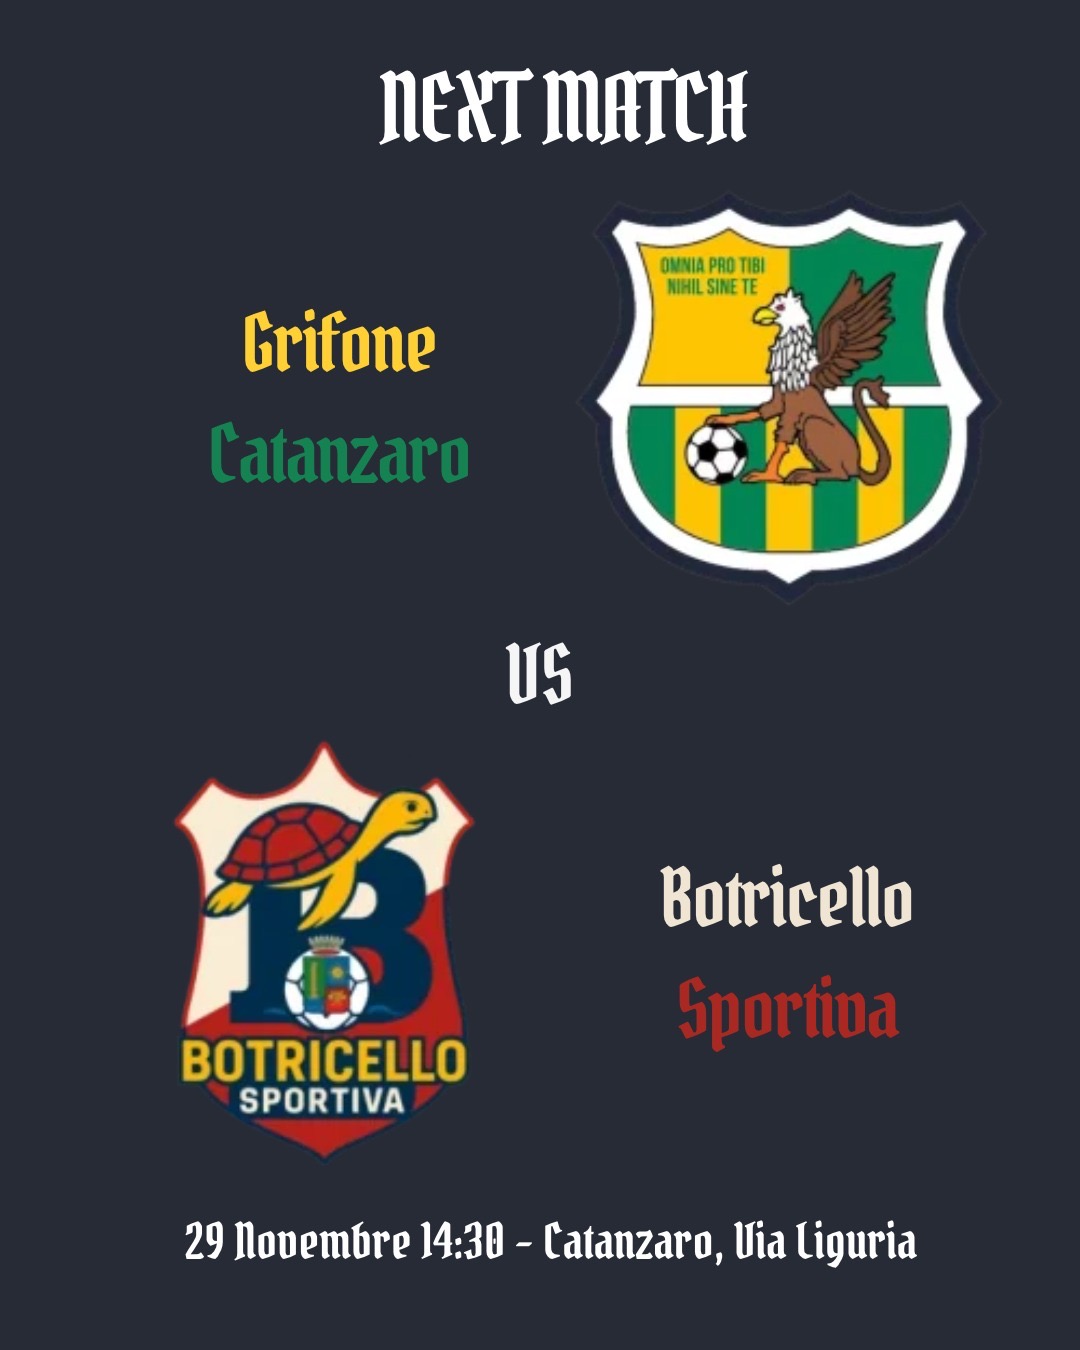 NEXT MATCH
OMNIA PRO TIBI
NIHIL SINE TE
Grifone
Catanzaro
VS
B
BOTRICELLO
SPORTIVA
Botricello
Sportiva
29 Novembre 14:30 - Catanzaro, Via Liguria